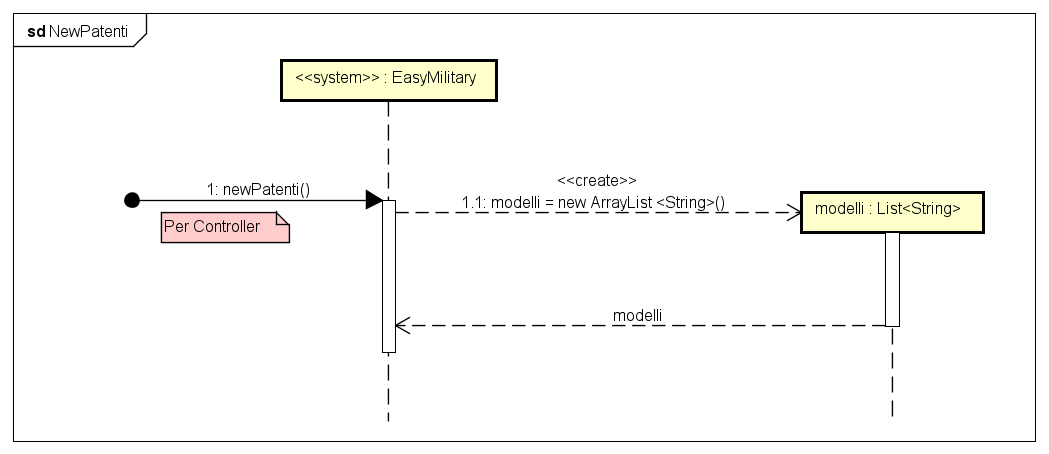 sd NewPatenti
<<system>> : EasyMilitary
<<create>>
1: newPatenti()
1.1: modelli = new ArrayList <String>()
modelli : List<String>
Per Controller
modelli